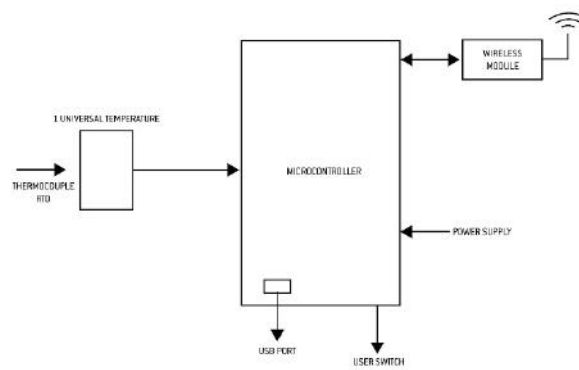 WIRELESS
MODULE
1 UNIVERSAL TEMPERATURE
MICROCONTROLLER
THERMOCOUPLE
RTD
POWER SUPPLY
USB PORT
USER SWITCH